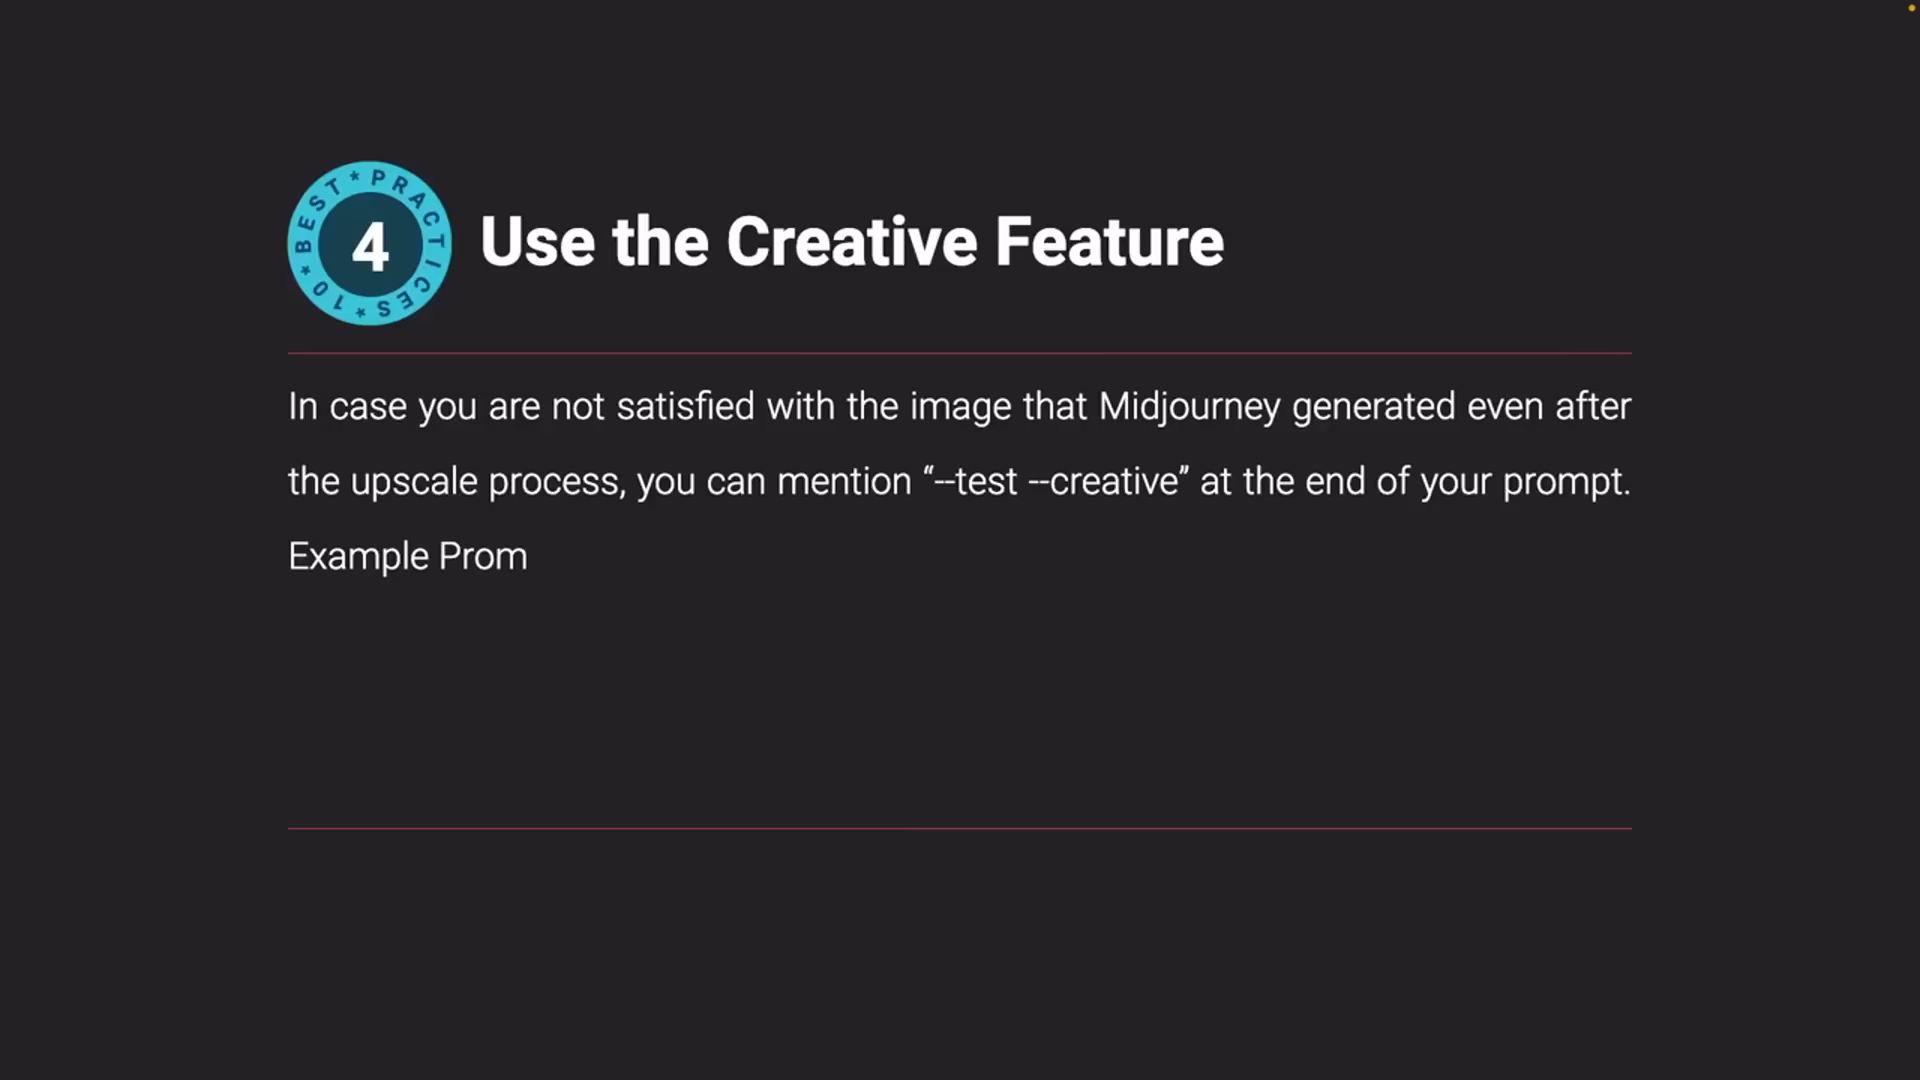 10 * BEST * PRACTICES *
4
Use the Creative Feature
In case you are not satisfied with the image that Midjourney generated even after
the upscale process, you can mention “--test --creative” at the end of your prompt.
Example Prom